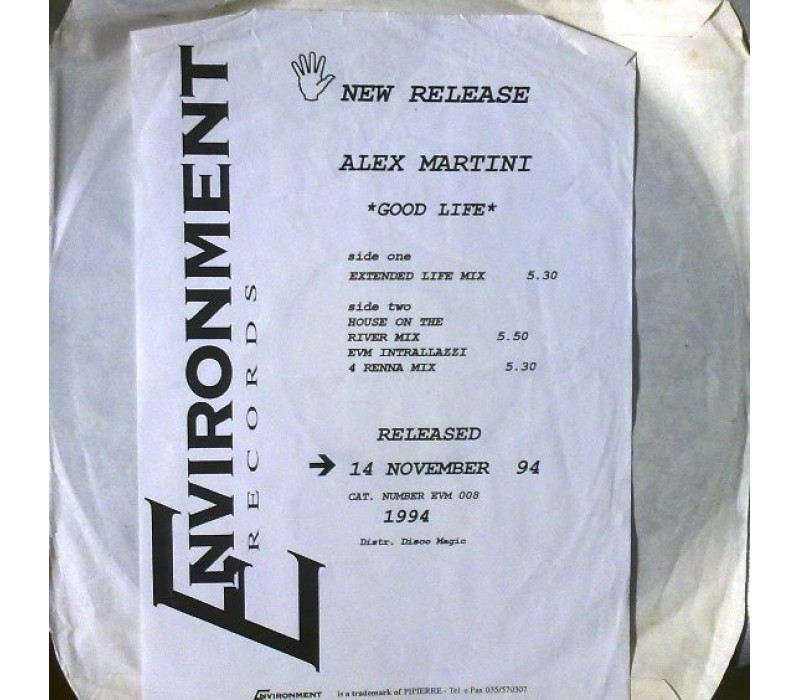 ENVIRONMENT
RECORDS
NEW RELEASE
ALEX MARTINI
*GOOD LIFE*
side one
EXTENDED LIFE MIX 5.30
side two
HOUSE ON THE
RIVER MIX 5.50
EVM INTRALLAZZI
4 RENNA MIX 5.30
RELEASED
14 NOVEMBER 94
CAT. NUMBER EVM 008
1994
Distr. Disco Magic
ENVIRONMENT is a trademark of PIPIERRE - Tel. e Fax 035/570307